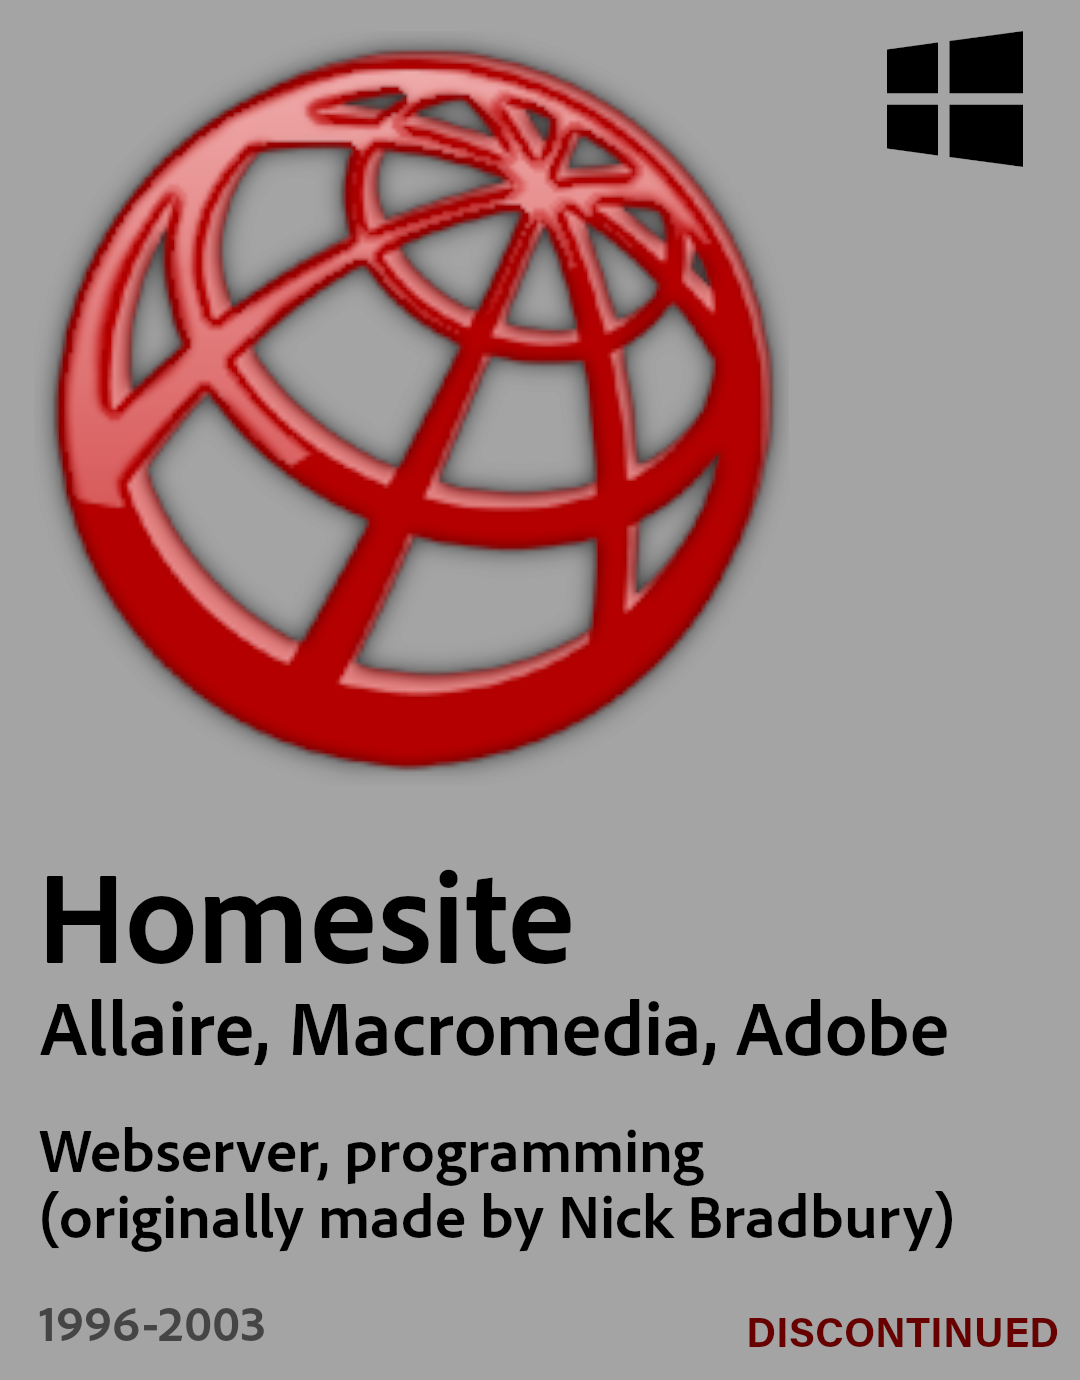 Homesite
Allaire, Macromedia, Adobe
Webserver, programming
(originally made by Nick Bradbury)
1996-2003
DISCONTINUED